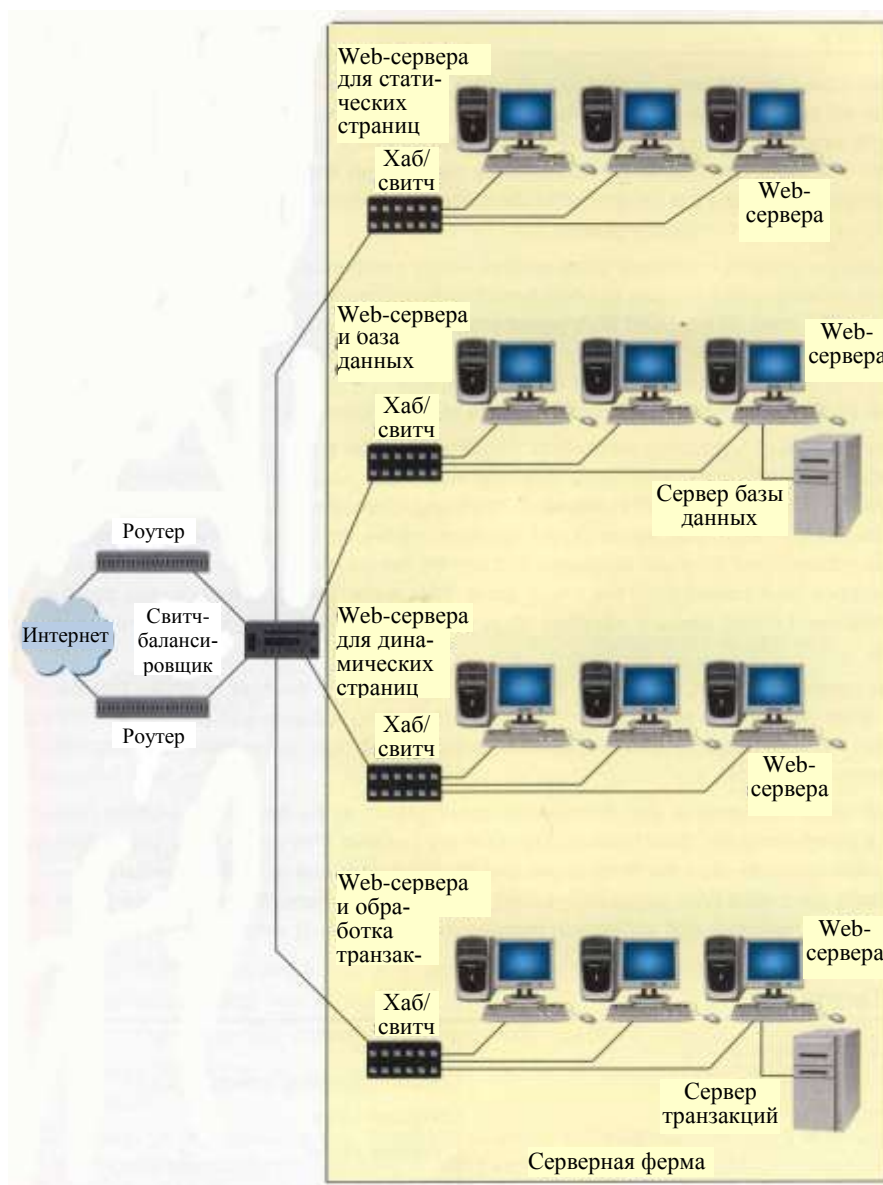 Web-сервера
для стати-
ческих
страниц
Хаб/
свитч
Web-
сервера
Web-сервера
и база
данных
Web-
сервера
Хаб/
свитч
Сервер базы
данных
Роутер
Интернет
Свитч-
баланси-
ровщик
Роутер
Web-сервера
для дина-
мических
страниц
Хаб/
свитч
Web-
сервера
Web-сервера
и обра-
ботка
транзак-
Web-
сервера
Хаб/
свитч
Сервер
транзакций
Серверная ферма